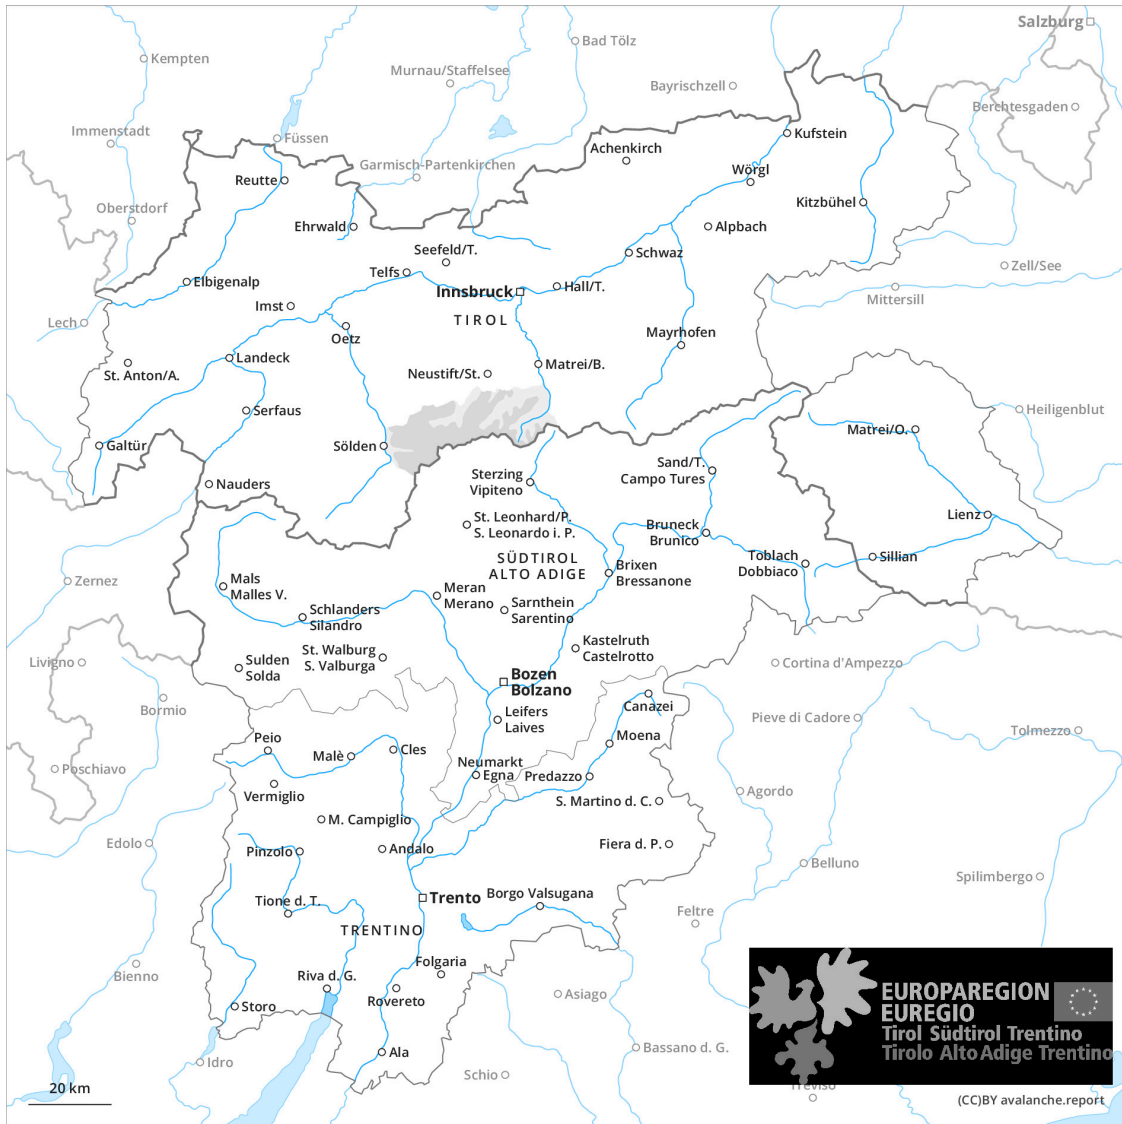 Salzburg
Bad Tölz
Kempten
Murnau/Staffelsee
Bayrischzell
Berchtesgaden
Immenstadt
Füssen
Kufstein
Achenkirch
Garmisch-Partenkirchen
Wörgl
Reutte
Kitzbühel
Oberstdorf
Ehrwald
Alpbach
Seefeld/T.
Schwaz
Zell/See
Telfs
Elbigenalp
Hall/T.
Innsbruck
Mittersill
Imst
Lech
TIROL
Oetz
Mayrhofen
Landeck
Matrei/B.
St. Anton/A.
Neustift/St.
Serfaus
Heiligenblut
Matrei/O.
Galtür
Sölden
Sand/T.
Campo Tures
Sterzing
Vipiteno
Nauders
St. Leonhard/P.
S. Leonardo i. P.
Lienz
Bruneck
Brunico
SÜDTIROL
ALTO ADIGE
Toblach
Dobbiaco
Sillian
Brixen
Bressanone
Zernez
Mals
Malles V.
Meran
Merano
Sarnthein
Sarentino
Schlanders
Silandro
Kastelruth
Castelrotto
St. Walburg
S. Valburga
Livigno
Sulden
Solda
Cortina d'Ampezzo
Bozen
Bolzano
Bormio
Canazei
Leifers
Laives
Pieve di Cadore
Tolmezzo
Moena
Peio
Malè
Cles
Neumarkt
Egna
Poschiavo
Predazzo
Vermiglio
Agordo
S. Martino d. C.
M. Campiglio
Edolo
Fiera d. P.
Pinzolo
Andalo
Belluno
Spilimbergo
Borgo Valsugana
Trento
Tione d. T.
Feltre
TRENTINO
Folgaria
Bienno
Riva d. G.
Rovereto
Asiago
Storo
EUROPAREGION
EUREGIO
Tirol Südtirol Trentino
Tirolo Alto Adige Trentino
Bassano d. G.
Ala
Idro
Schio
Treviso
20 km
(CC)BY avalanche.report